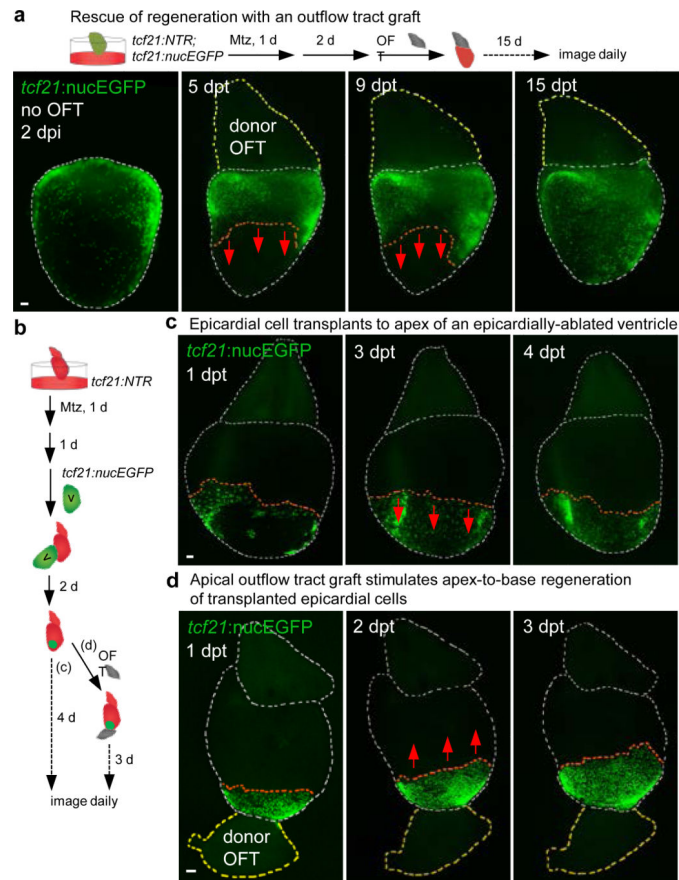 a
Rescue of regeneration with an outflow tract graft
tcf21:NTR;
tcf21:nucEGFP
Mtz, 1 d
2 d
OF
T
15 d
image daily
tcf21:nucEGFP
no OFT
2 dpi
5 dpt
donor
OFT
9 dpt
15 dpt
b
tcf21:NTR
Mtz, 1 d
1 d
tcf21:nucEGFP
V
V
2 d
(c)
(d)
OF
T
4 d
3 d
image daily
c
Epicardial cell transplants to apex of an epicardially-ablated ventricle
tcf21:nucEGFP
1 dpt
3 dpt
4 dpt
d
Apical outflow tract graft stimulates apex-to-base regeneration
of transplanted epicardial cells
tcf21:nucEGFP
1 dpt
donor
OFT
2 dpt
3 dpt